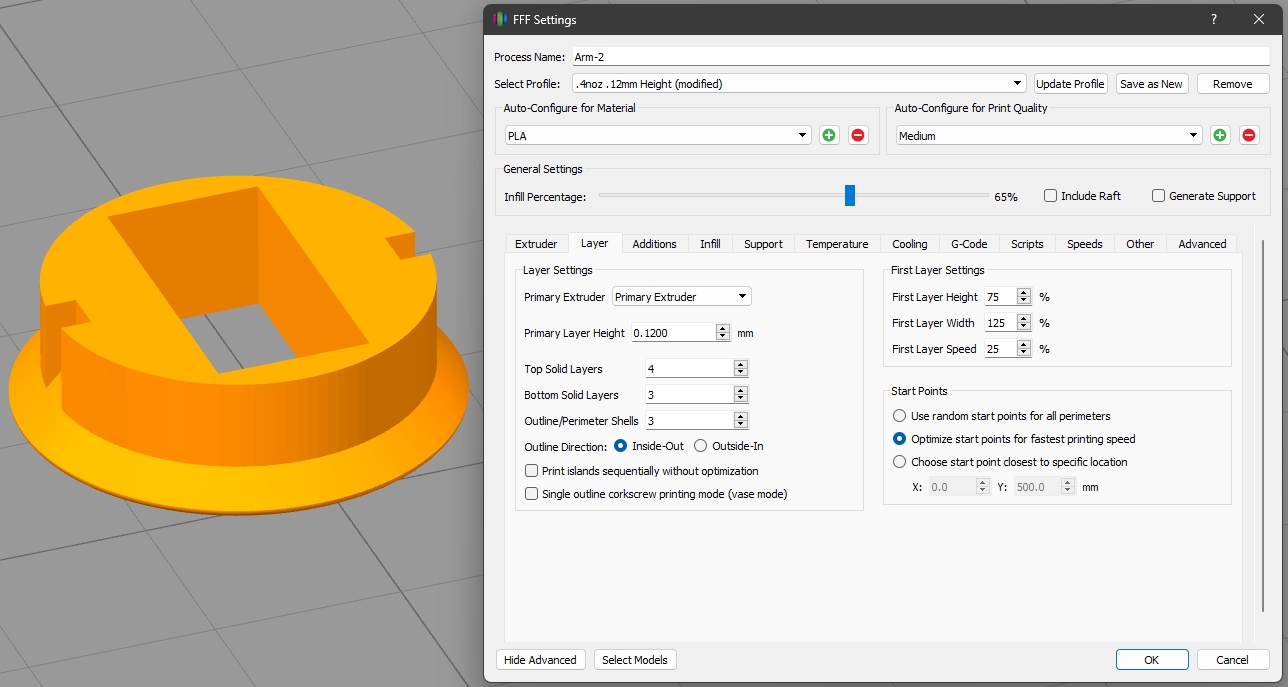 FFF Settings ?
Process Name: Arm-2
Select Profile: .4noz .12mm Height (modified) Update Profile Save as New Remove
Auto-Configure for Material Auto-Configure for Print Quality
PLA Medium
General Settings
Infill Percentage: 65% Include Raft Generate Support
Extruder Layer Additions Infill Support Temperature Cooling G-Code Scripts Speeds Other Advanced
Layer Settings
Primary Extruder Primary Extruder
Primary Layer Height 0.1200 mm
Top Solid Layers 4
Bottom Solid Layers 3
Outline/Perimeter Shells 3
Outline Direction: Inside-Out Outside-In
Print islands sequentially without optimization
Single outline corkscrew printing mode (vase mode)
First Layer Settings
First Layer Height 75 %
First Layer Width 125 %
First Layer Speed 25 %
Start Points
Use random start points for all perimeters
Optimize start points for fastest printing speed
Choose start point closest to specific location
X: 0.0 Y: 500.0 mm
Hide Advanced Select Models OK Cancel